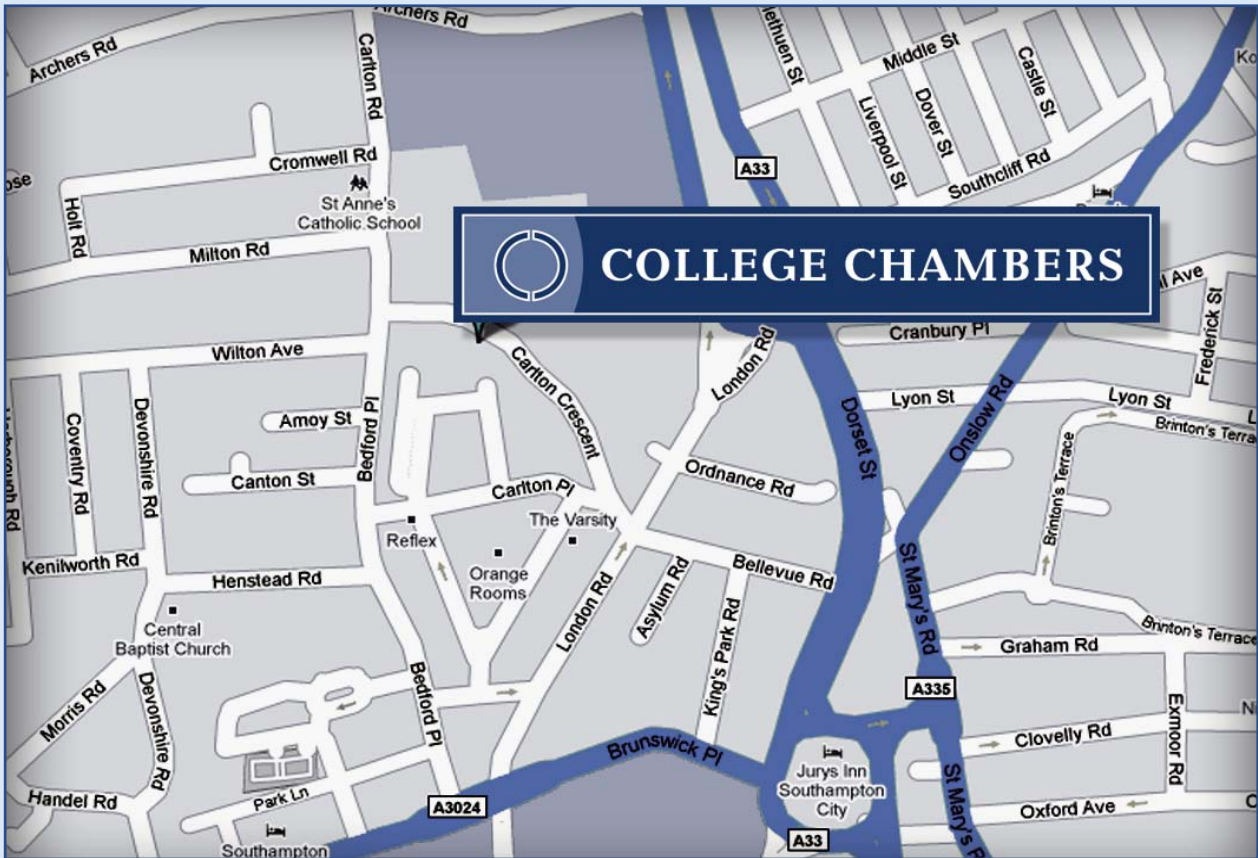 Archers Rd
Archers Rd
Carlton Rd
Middle St
Castle St
Dover St
Liverpool St
A33
Southcliff Rd
Cromwell Rd
St Anne's
Catholic School
Holt Rd
Milton Rd
COLLEGE CHAMBERS
Cranbury Pl
Frederick St
Wilton Ave
Carlton Crescent
London Rd
Lyon St
Lyon St
Brinton's Terrace
Amoy St
Bedford Pl
Coventry Rd
Devonshire Rd
Dorset St
Onslow Rd
Canton St
Carlton Pl
Ordnance Rd
Brinton's Terrace
Reflex
The Varsity
Orange
Rooms
Kenilworth Rd
Henstead Rd
Bellevue Rd
Asylum Rd
London Rd
King's Park Rd
St Mary's Rd
Central
Baptist Church
Brinton's Terrace
Graham Rd
Morris Rd
Devonshire Rd
Bedford Pl
A335
Exmoor Rd
Clovelly Rd
Brunswick Pl
Jurys Inn
Southampton
City
St Mary's R
Handel Rd
Park Ln
A3024
Oxford Ave
A33
Southampton